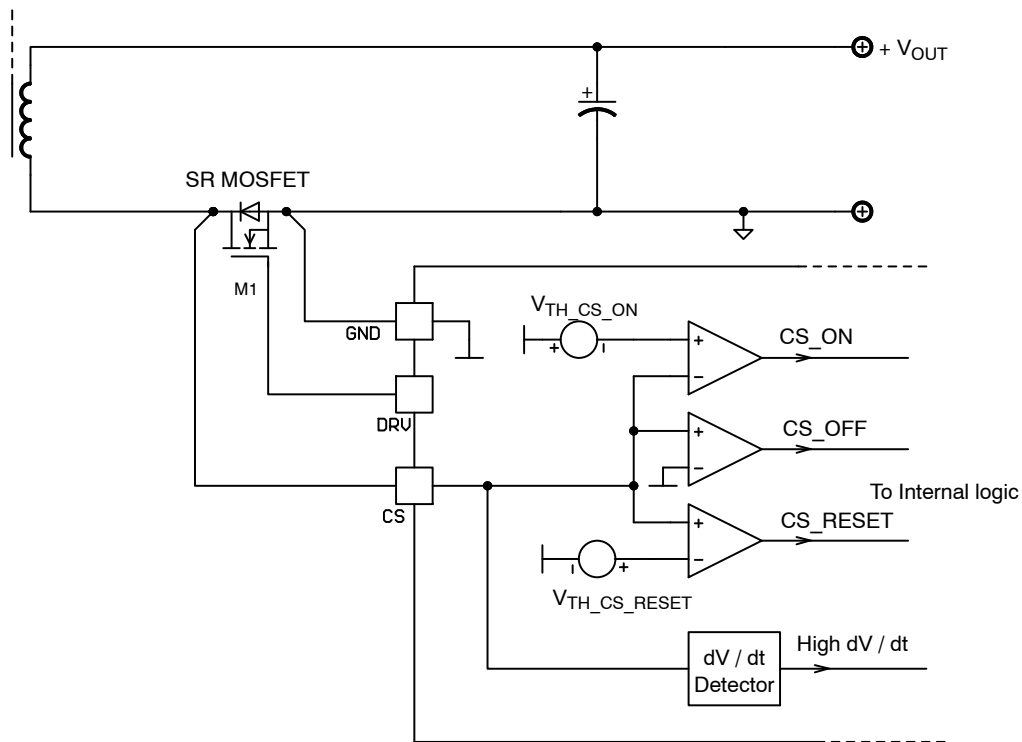 + VOUT
+
SR MOSFET
M1
VTH_CS_ON
GND
+
CS_ON
+ –
–
DRV
+
CS_OFF
–
To Internal logic
CS
+
CS_RESET
– +
–
VTH_CS_RESET
High dV / dt
dV / dt
Detector